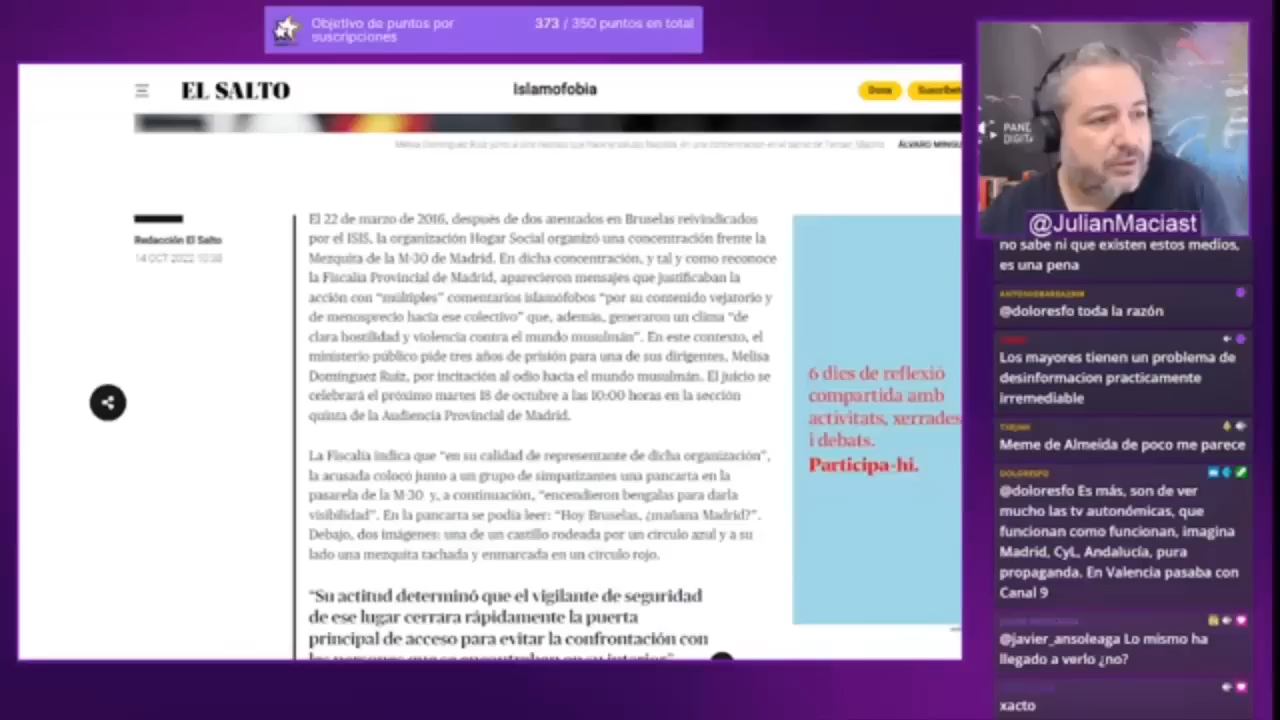 Objetivo de puntos por
suscripciones
373 / 350 puntos en total
EL SALTO
Islamofobia
Dona
Redacción El Salto
14 OCT 2022 10:38
El 22 de marzo de 2016, después de dos atentados en Bruselas reivindicados
por el ISIS, la organización Hogar Social organizó una concentración frente la
Mezquita de la M-30 de Madrid. En dicha concentración, y tal y como reconoce
la Fiscalía Provincial de Madrid, aparecieron mensajes que justificaban la
acción con “múltiples” comentarios islamófobos “por su contenido vejatorio y
de menosprecio hacia ese colectivo” que, además, generaron un clima “de
clara hostilidad y violencia contra el mundo musulmán”. En este contexto, el
ministerio público pide tres años de prisión para una de sus dirigentes, Melisa
Domínguez Ruiz, por incitación al odio hacia el mundo musulmán. El juicio se
celebrará el próximo martes 18 de octubre a las 10:00 horas en la sección
quinta de la Audiencia Provincial de Madrid.
La Fiscalía indica que “en su calidad de representante de dicha organización”,
la acusada colocó junto a un grupo de simpatizantes una pancarta en la
pasarela de la M-30 y, a continuación, “encendieron bengalas para darla
visibilidad”. En la pancarta se podía leer: “Hoy Bruselas, ¿mañana Madrid?”.
Debajo, dos imágenes: una de un castillo rodeada por un círculo azul y a su
lado una mezquita tachada y enmarcada en un círculo rojo.
“Su actitud determinó que el vigilante de seguridad
de ese lugar cerrara rápidamente la puerta
principal de acceso para evitar la confrontación con
6 dies de reflexió
compartida amb
activitats, xerrades
i debats.
Participa-hi.
@JulianMaciast
no sabe ni que existen estos medios,
es una pena
@doloresfo toda la razón
Los mayores tienen un problema de
desinformacion practicamente
irremediable
Meme de Almeida de poco me parece
DOLORESFO
@doloresfo Es más, son de ver
mucho las tv autonómicas, que
funcionan como funcionan, imagina
Madrid, CyL, Andalucía, pura
propaganda. En Valencia pasaba con
Canal 9
@javier_ansoleaga Lo mismo ha
llegado a verlo ¿no?
xacto